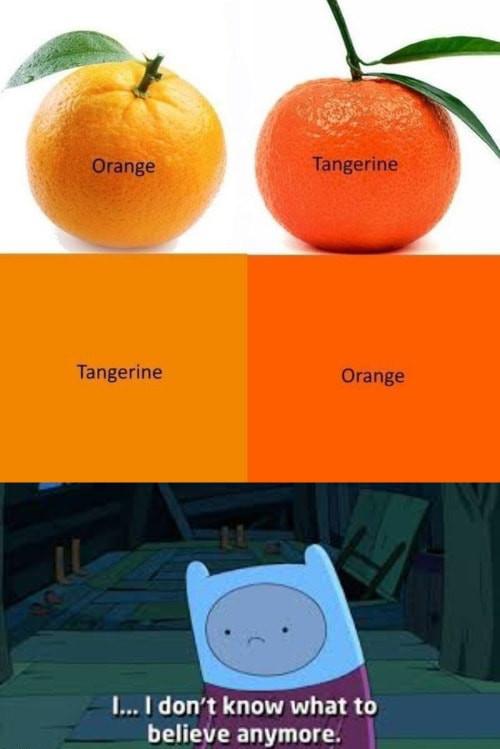 Orange
Tangerine
Tangerine
Orange
I... I don't know what to
believe anymore.